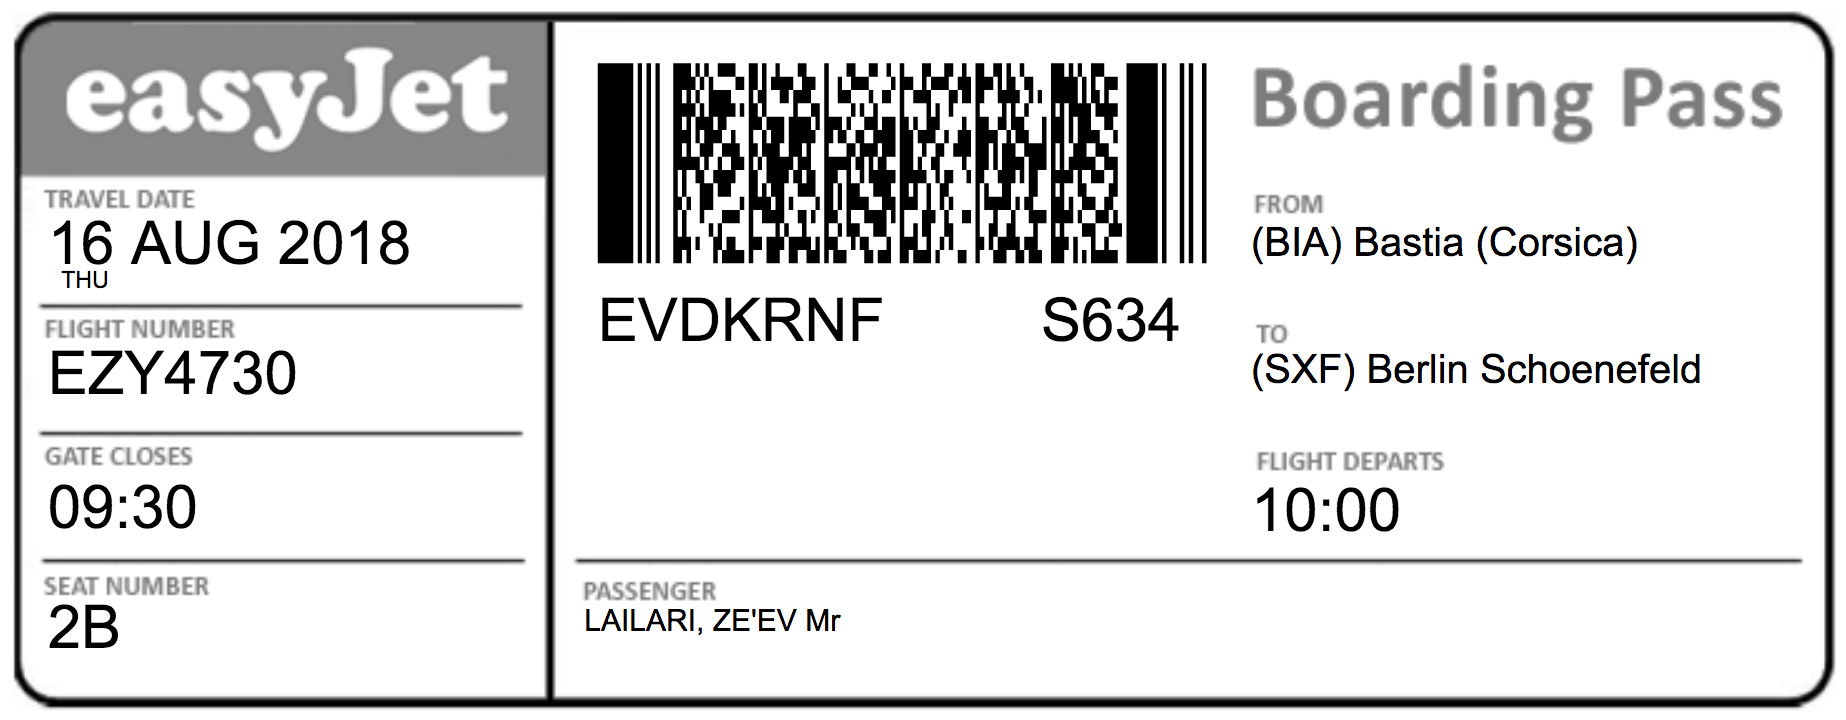 easyJet
TRAVEL DATE
16 AUG 2018
THU
FLIGHT NUMBER
EZY4730
GATE CLOSES
09:30
SEAT NUMBER
2B
EVDKRNF S634
Boarding Pass
FROM
(BIA) Bastia (Corsica)
TO
(SXF) Berlin Schoenefeld
FLIGHT DEPARTS
10:00
PASSENGER
LAILARI, ZE'EV Mr